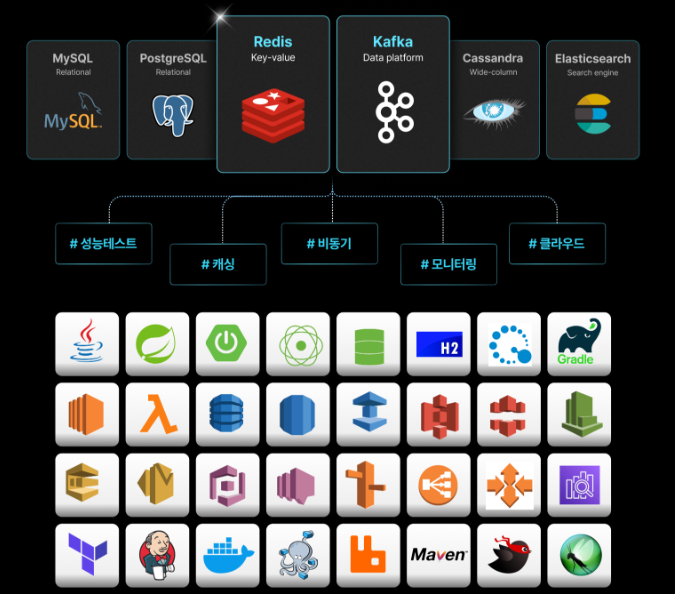 MySQL
Relational
MySQL
PostgreSQL
Relational
Redis
Key-value
Kafka
Data platform
Cassandra
Wide-column
Elasticsearch
Search engine
# 성능테스트
# 캐싱
# 비동기
# 모니터링
# 클라우드
H2
Gradle
Maven